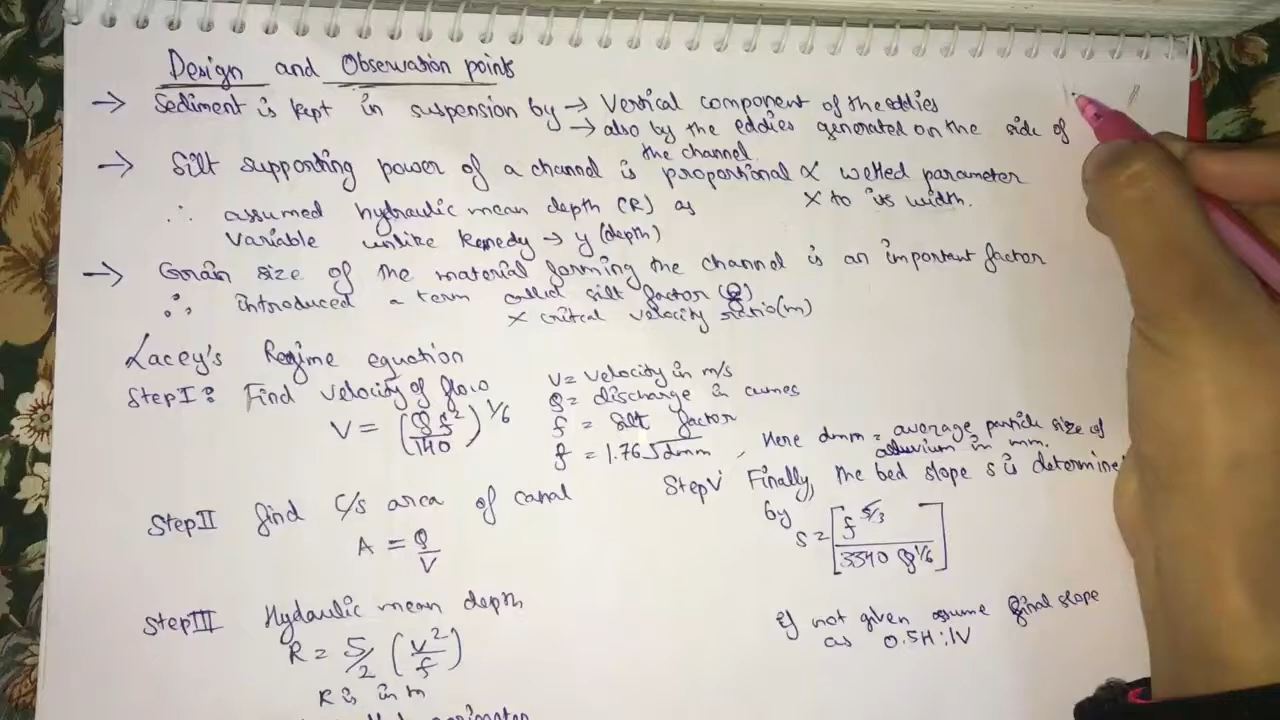 Design and Observation points
→ Sediment is kept in suspension by → Vertical component of the eddies
→ also by the eddies generated on the side of
the channel.
→ Silt supporting power of a channel is proportional ∝ wetted parameter
∴ assumed hydraulic mean depth (R) as
X to its width.
Variable unlike Kennedy → y (depth)
→ Grain size of the material forming the channel is an important factor
∴ introduced a term called silt factor (f)
X critical velocity ratio (m)
Lacey's Regime equation
Step I: Find velocity of flow
V = (Q f²/140)^1/6
V = velocity in m/s
Q = discharge in cumes
f = silt factor
f = 1.76 √dmm , Here dmm = average particle size of
alluvium in mm.
Step II find C/s area of canal
A = Q/V
Step III Hydaulic mean depth
R = 5/2 (V²/f)
R is in m
Step V Finally, the bed slope S is determine
by
S = [f^5/3 / 3340 Q^1/6]
if not given assume final slope
as 0.5H:1V